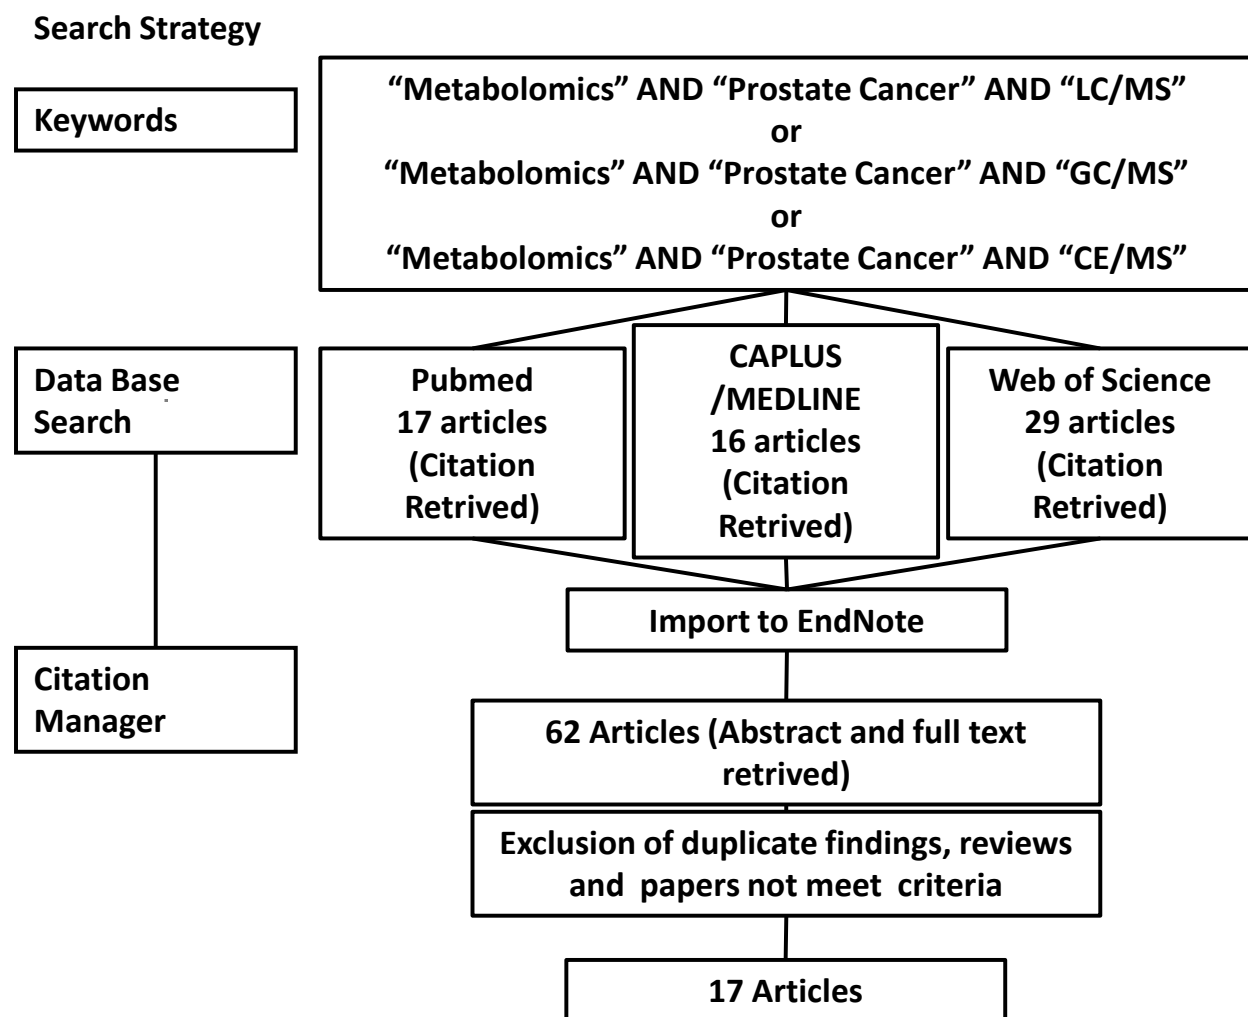 Search Strategy
Keywords
“Metabolomics” AND “Prostate Cancer” AND “LC/MS”
or
“Metabolomics” AND “Prostate Cancer” AND “GC/MS”
or
“Metabolomics” AND “Prostate Cancer” AND “CE/MS”
Data Base
Search
Pubmed
17 articles
(Citation
Retrived)
CAPLUS
/MEDLINE
16 articles
(Citation
Retrived)
Web of Science
29 articles
(Citation
Retrived)
Import to EndNote
Citation
Manager
62 Articles (Abstract and full text
retrived)
Exclusion of duplicate findings, reviews
and papers not meet criteria
17 Articles